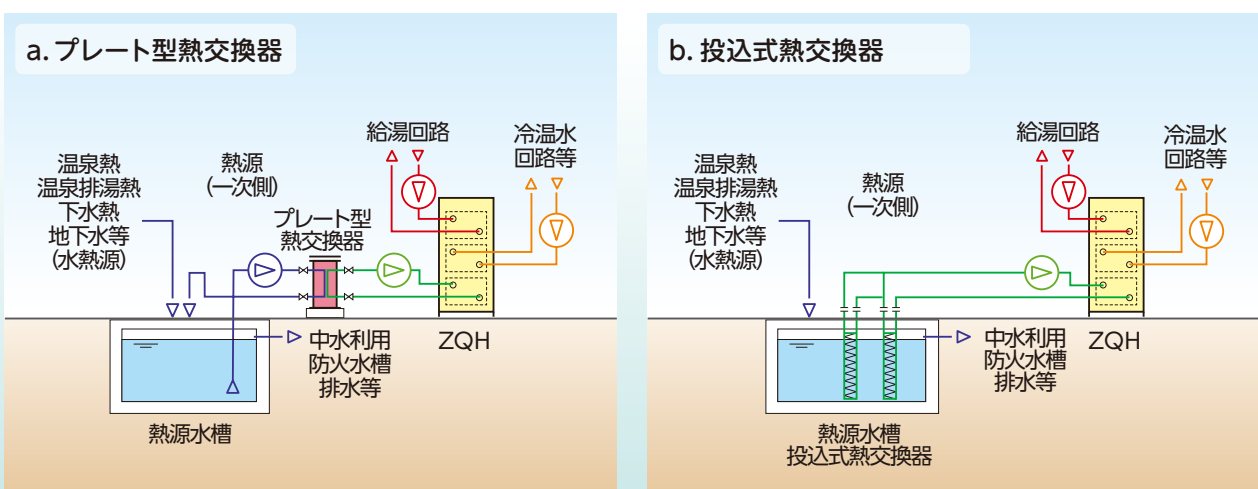 a. プレート型熱交換器
給湯回路
冷温水
回路等
温泉熱
温泉排湯熱
下水熱
地下水等
(水熱源)
熱源
(一次側)
プレート型
熱交換器
中水利用
防火水槽
排水等
ZQH
熱源水槽
b. 投込式熱交換器
給湯回路
冷温水
回路等
温泉熱
温泉排湯熱
下水熱
地下水等
(水熱源)
熱源
(一次側)
中水利用
防火水槽
排水等
ZQH
熱源水槽
投込式熱交換器